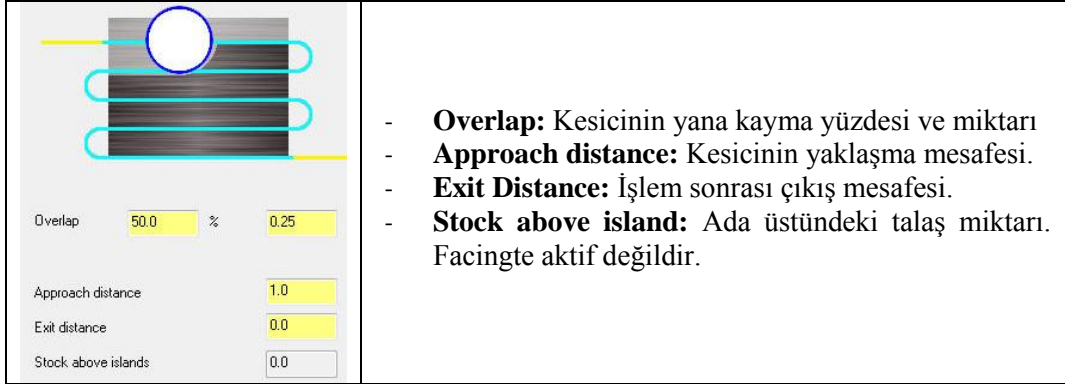 Overlap 50.0 % 0.25
Approach distance 1.0
Exit distance 0.0
Stock above islands 0.0
- Overlap: Kesicinin yana kayma yüzdesi ve miktarı
- Approach distance: Kesicinin yaklaşma mesafesi.
- Exit Distance: İşlem sonrası çıkış mesafesi.
- Stock above island: Ada üstündeki talaş miktarı.
Facingte aktif değildir.